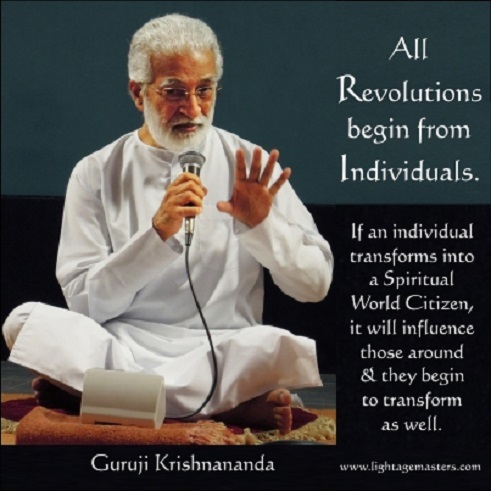 All
Revolutions
begin from
Individuals.
If an individual
transforms into
a Spiritual
World Citizen,
it will influence
those around
& they begin
to transform
as well.
Guruji Krishnananda
www.lightagemasters.com